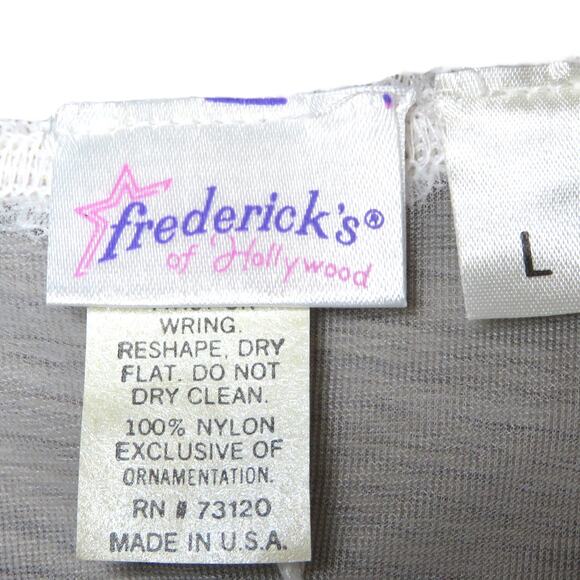 frederick's®
of Hollywood
L
WRING.
RESHAPE, DRY
FLAT. DO NOT
DRY CLEAN.
100% NYLON
EXCLUSIVE OF
ORNAMENTATION.
RN # 73120
MADE IN U.S.A.